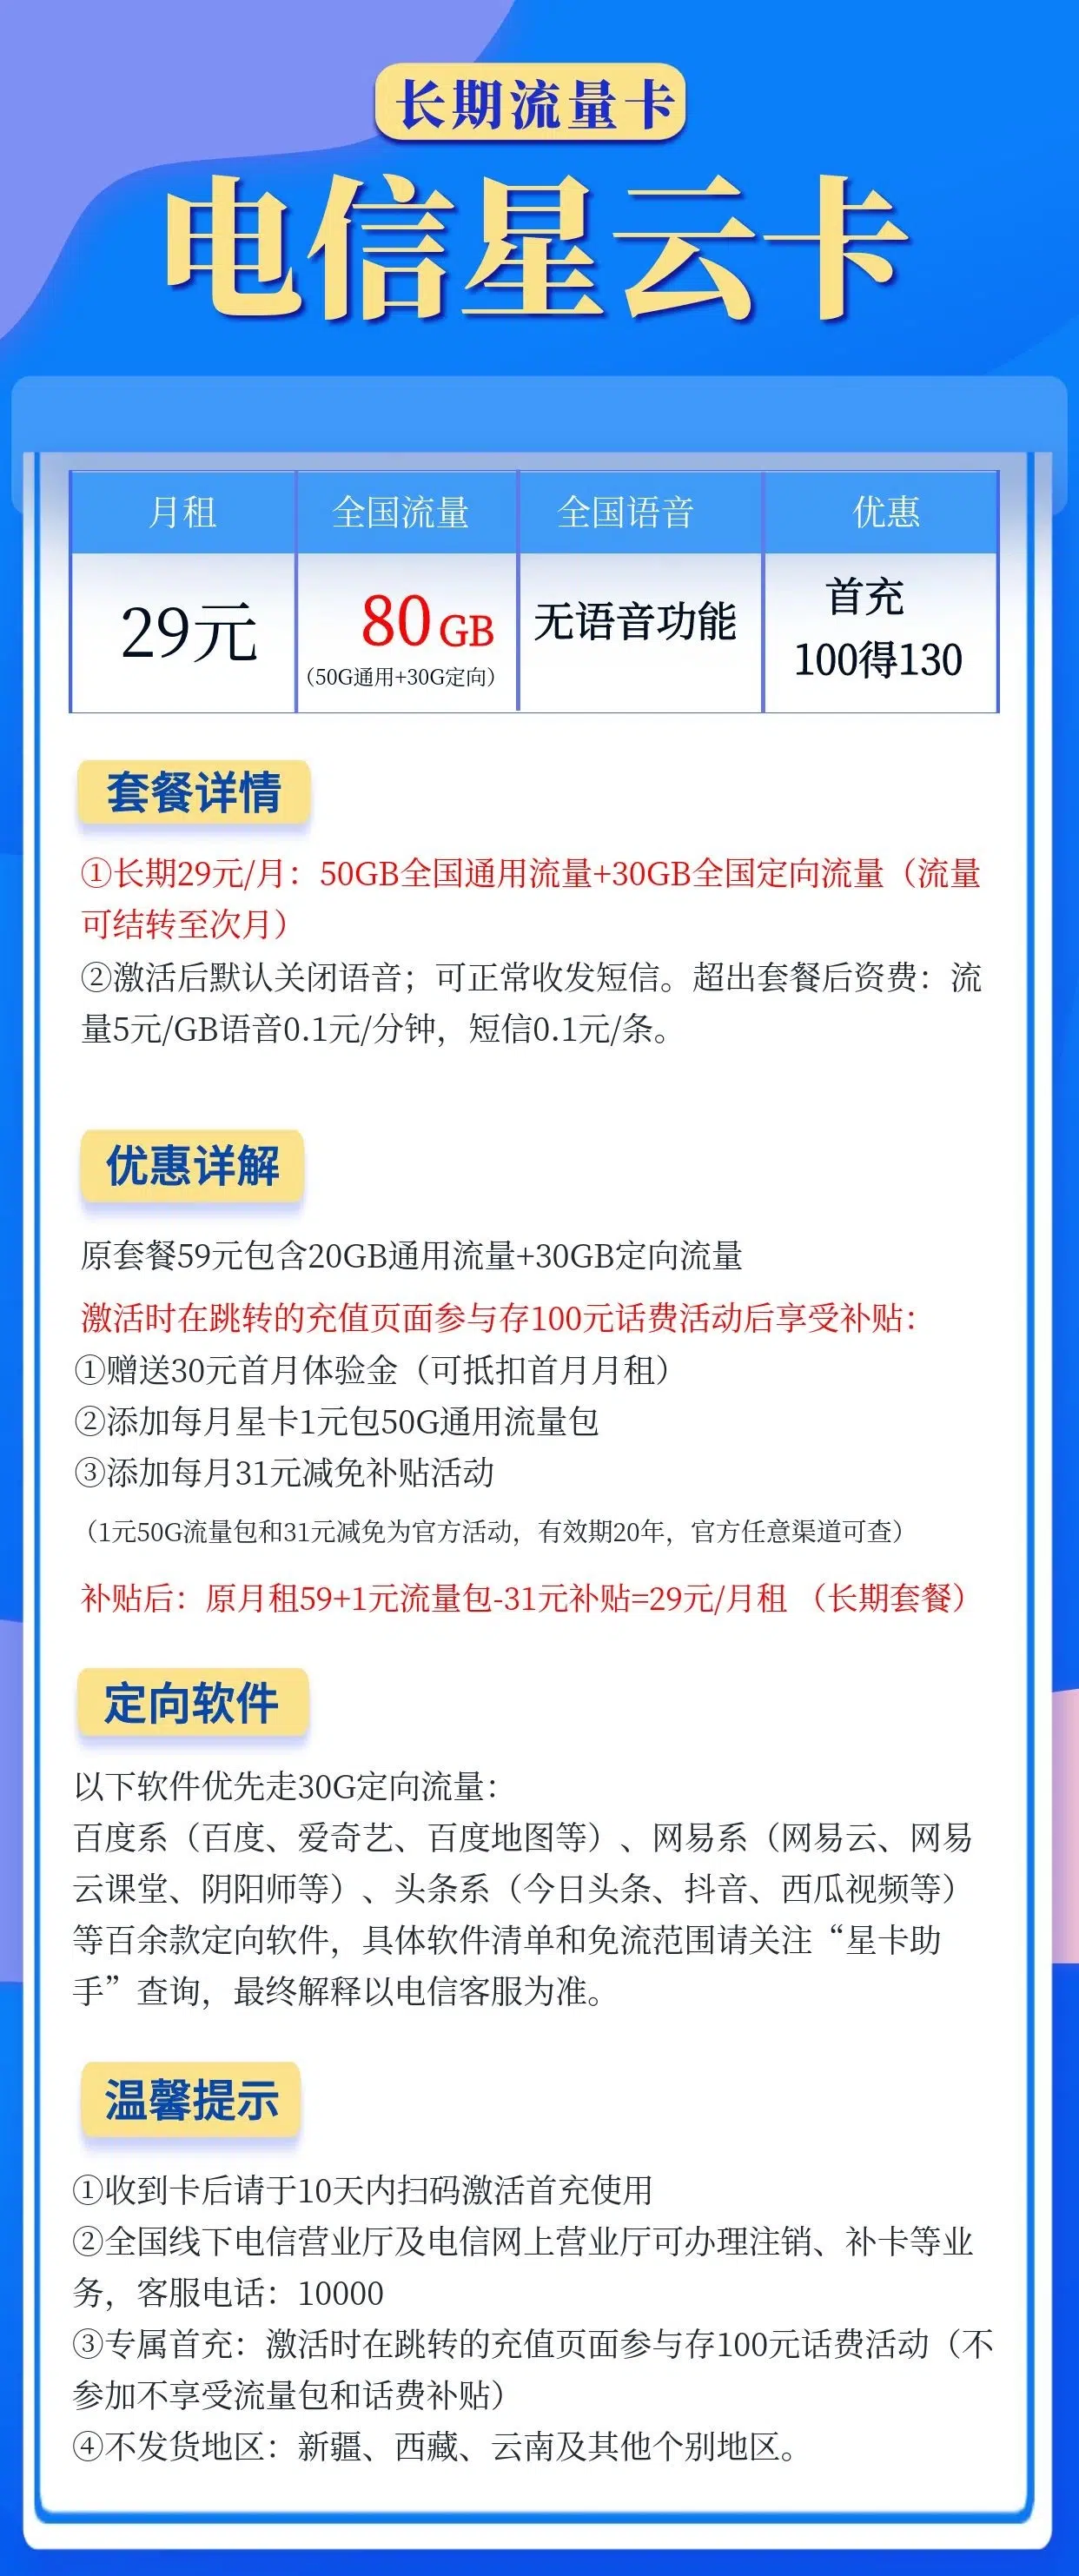 长期流量卡
电信星云卡
月租 全国流量 全国语音 优惠
29元 80GB 无语音功能 首充
（50G通用+30G定向） 100得130
套餐详情
①长期29元/月：50GB全国通用流量+30GB全国定向流量（流量
可结转至次月）
②激活后默认关闭语音；可正常收发短信。超出套餐后资费：流
量5元/GB语音0.1元/分钟，短信0.1元/条。
优惠详解
原套餐59元包含20GB通用流量+30GB定向流量
激活时在跳转的充值页面参与存100元话费活动后享受补贴：
①赠送30元首月体验金（可抵扣首月月租）
②添加每月星卡1元包50G通用流量包
③添加每月31元减免补贴活动
（1元50G流量包和31元减免为官方活动，有效期20年，官方任意渠道可查）
补贴后：原月租59+1元流量包-31元补贴=29元/月租 （长期套餐）
定向软件
以下软件优先走30G定向流量：
百度系（百度、爱奇艺、百度地图等）、网易系（网易云、网易
云课堂、阴阳师等）、头条系（今日头条、抖音、西瓜视频等）
等百余款定向软件，具体软件清单和免流范围请关注“星卡助
手”查询，最终解释以电信客服为准。
温馨提示
①收到卡后请于10天内扫码激活首充使用
②全国线下电信营业厅及电信网上营业厅可办理注销、补卡等业
务，客服电话：10000
③专属首充：激活时在跳转的充值页面参与存100元话费活动（不
参加不享受流量包和话费补贴）
④不发货地区：新疆、西藏、云南及其他个别地区。